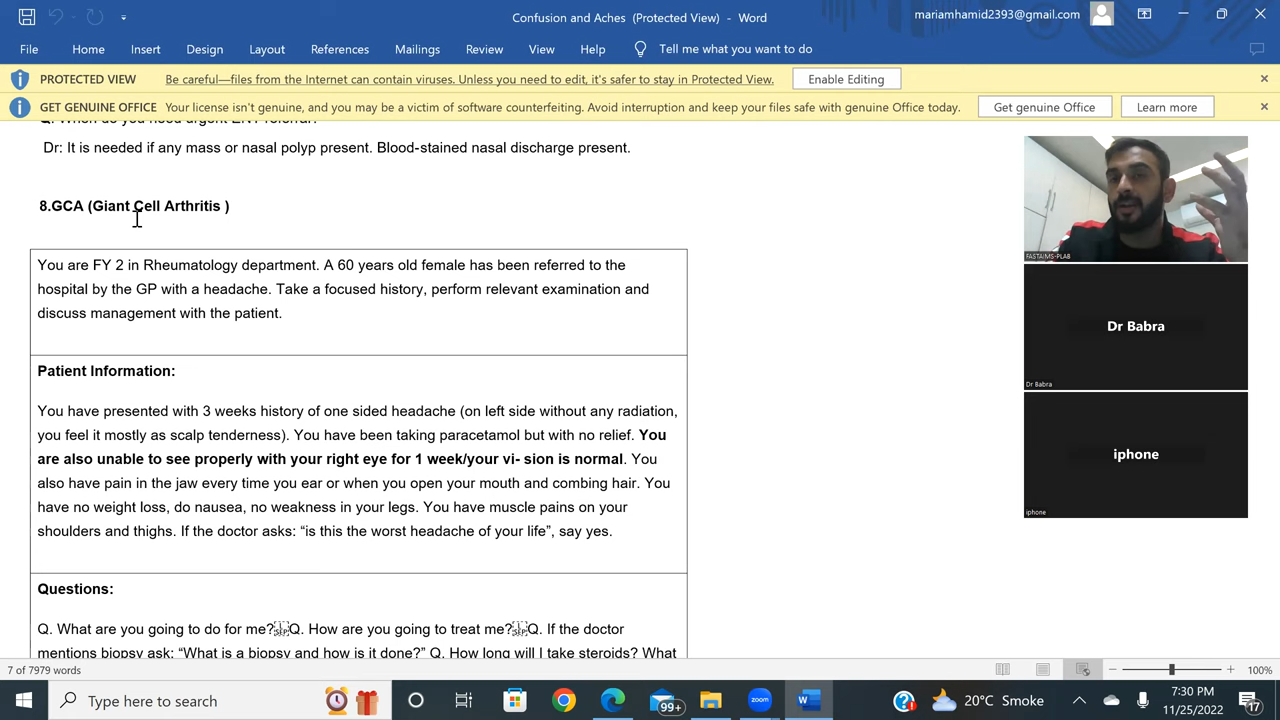 Confusion and Aches (Protected View) - Word
mariamhamid2393@gmail.com
File Home Insert Design Layout References Mailings Review View Help Tell me what you want to do
PROTECTED VIEW Be careful—files from the Internet can contain viruses. Unless you need to edit, it's safer to stay in Protected View. Enable Editing
GET GENUINE OFFICE Your license isn't genuine, and you may be a victim of software counterfeiting. Avoid interruption and keep your files safe with genuine Office today. Get genuine Office Learn more
Q. When do you need urgent ENT referral?
Dr: It is needed if any mass or nasal polyp present. Blood-stained nasal discharge present.
8.GCA (Giant Cell Arthritis )
You are FY 2 in Rheumatology department. A 60 years old female has been referred to the
hospital by the GP with a headache. Take a focused history, perform relevant examination and
discuss management with the patient.
Patient Information:
You have presented with 3 weeks history of one sided headache (on left side without any radiation,
you feel it mostly as scalp tenderness). You have been taking paracetamol but with no relief. You
are also unable to see properly with your right eye for 1 week/your vi- sion is normal. You
also have pain in the jaw every time you ear or when you open your mouth and combing hair. You
have no weight loss, do nausea, no weakness in your legs. You have muscle pains on your
shoulders and thighs. If the doctor asks: “is this the worst headache of your life”, say yes.
Questions:
Q. What are you going to do for me? Q. How are you going to treat me? Q. If the doctor
mentions biopsy ask: “What is a biopsy and how is it done?” Q. How long will I take steroids? What
FASTAIMS-PLAB
Dr Babra
Dr Babra
iphone
iphone
7 of 7979 words
100%
Type here to search
99+
zoom
20°C Smoke
7:30 PM
11/25/2022
17